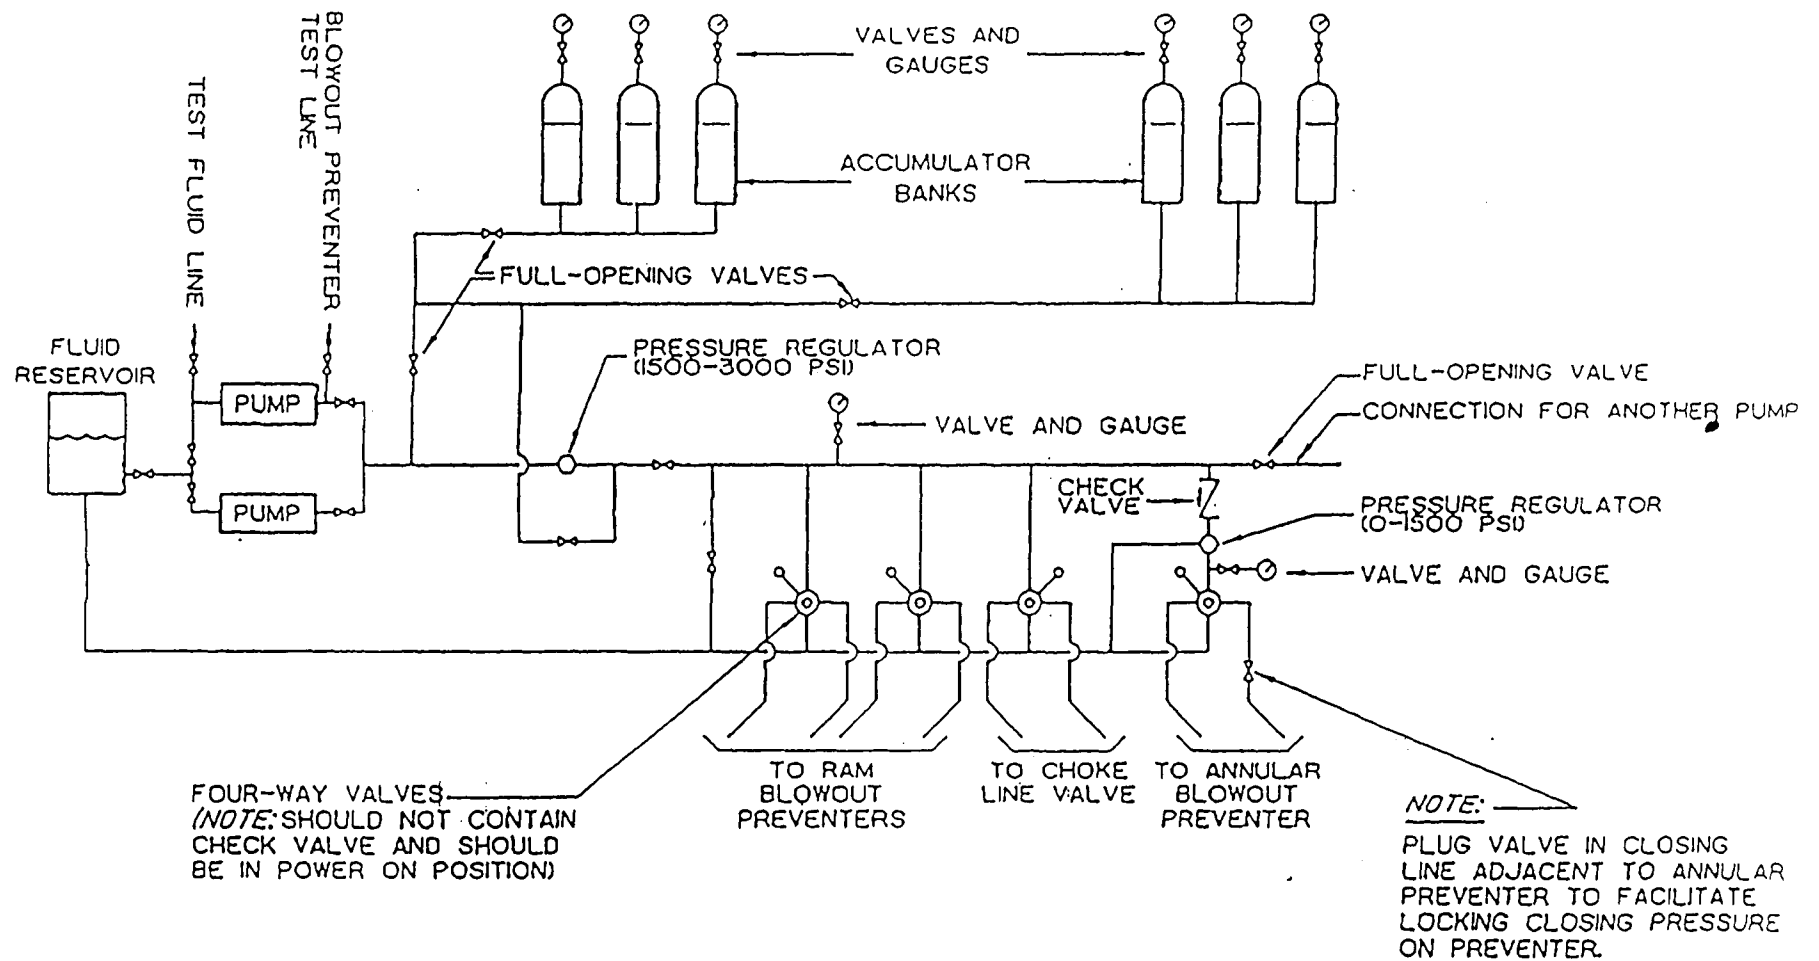 BLOWOUT PREVENTER
TEST LINE
TEST FLUID LINE
VALVES AND
GAUGES
ACCUMULATOR
BANKS
FULL-OPENING VALVES
FLUID
RESERVOIR
PUMP
PUMP
PRESSURE REGULATOR
(1500-3000 PSI)
VALVE AND GAUGE
FULL-OPENING VALVE
CONNECTION FOR ANOTHER PUMP
CHECK
VALVE
PRESSURE REGULATOR
(0-1500 PSI)
VALVE AND GAUGE
FOUR-WAY VALVES
(NOTE: SHOULD NOT CONTAIN
CHECK VALVE AND SHOULD
BE IN POWER ON POSITION)
TO RAM
BLOWOUT
PREVENTERS
TO CHOKE
LINE VALVE
TO ANNULAR
BLOWOUT
PREVENTER
NOTE:
PLUG VALVE IN CLOSING
LINE ADJACENT TO ANNULAR
PREVENTER TO FACILITATE
LOCKING CLOSING PRESSURE
ON PREVENTER.